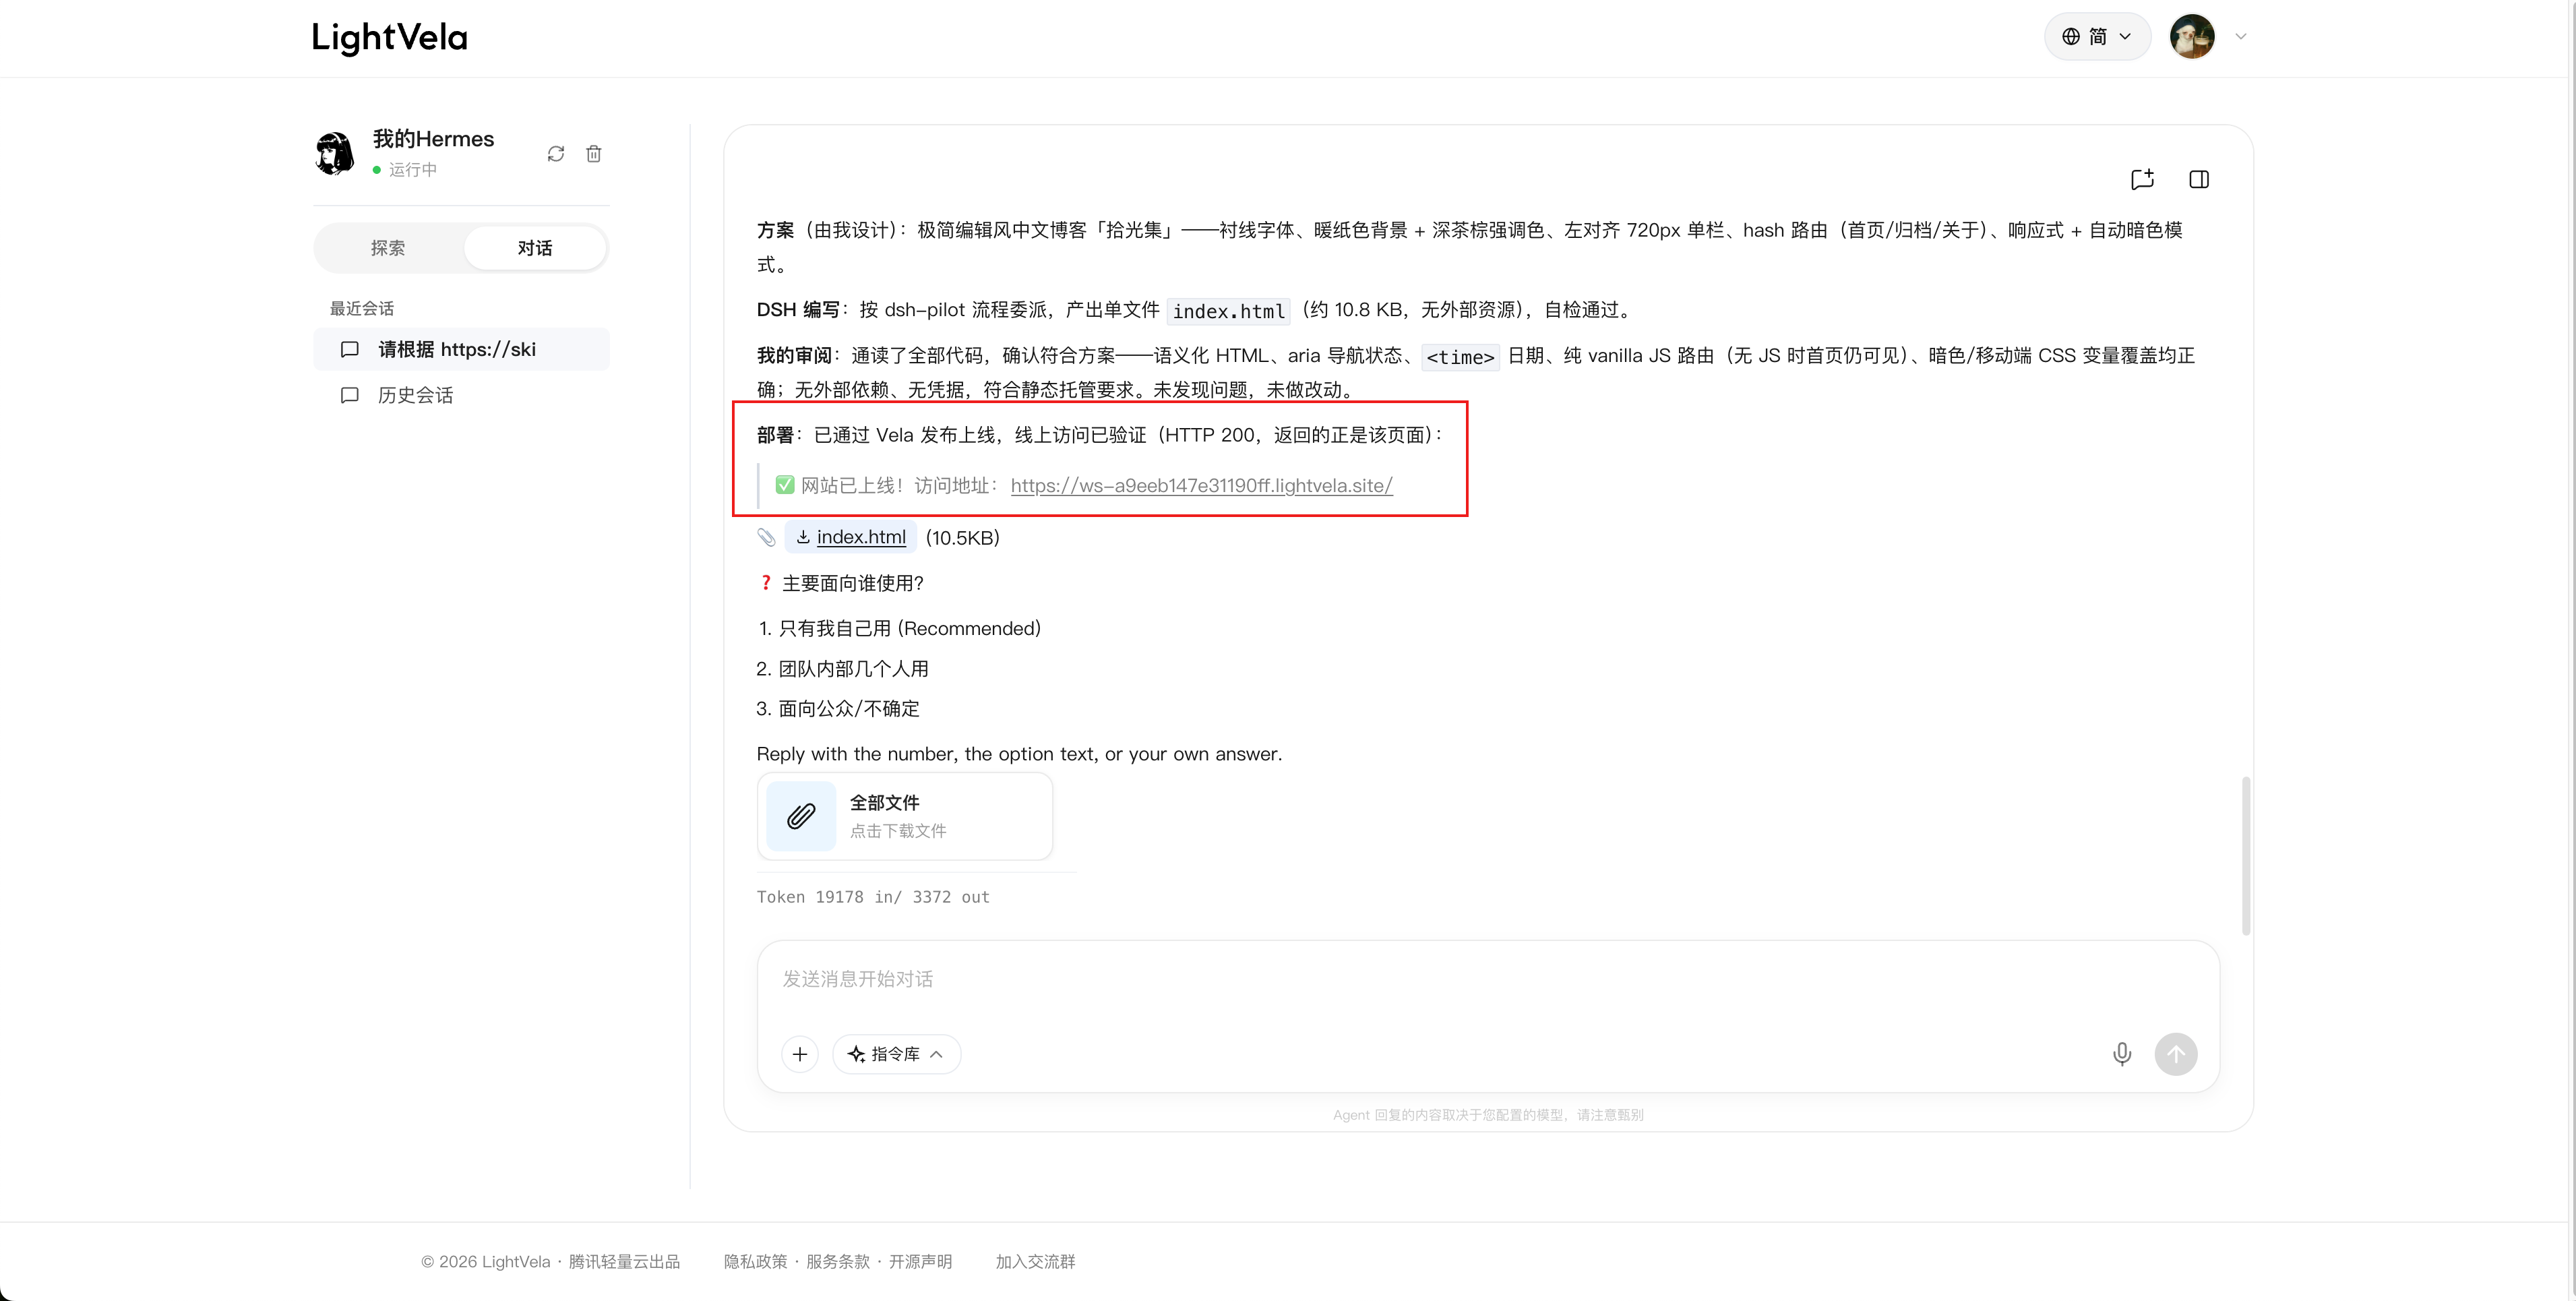 LightVela
简
我的Hermes
运行中
探索
对话
最近会话
请根据 https://ski
历史会话
方案（由我设计）：极简编辑风中文博客「拾光集」——衬线字体、暖纸色背景 + 深茶棕强调色、左对齐 720px 单栏、hash 路由（首页/归档/关于）、响应式 + 自动暗色模
式。
DSH 编写：按 dsh-pilot 流程委派，产出单文件 index.html（约 10.8 KB，无外部资源），自检通过。
我的审阅：通读了全部代码，确认符合方案——语义化 HTML、aria 导航状态、<time> 日期、纯 vanilla JS 路由（无 JS 时首页仍可见）、暗色/移动端 CSS 变量覆盖均正
确；无外部依赖、无凭据，符合静态托管要求。未发现问题，未做改动。
部署：已通过 Vela 发布上线，线上访问已验证（HTTP 200，返回的正是该页面）：
✅ 网站已上线！访问地址： https://ws-a9eeb147e31190ff.lightvela.site/
📎 index.html (10.5KB)
❓ 主要面向谁使用?
1. 只有我自己用 (Recommended)
2. 团队内部几个人用
3. 面向公众/不确定
Reply with the number, the option text, or your own answer.
全部文件
点击下载文件
Token 19178 in/ 3372 out
发送消息开始对话
指令库
Agent 回复的内容取决于您配置的模型，请注意甄别
© 2026 LightVela · 腾讯轻量云出品
隐私政策 · 服务条款 · 开源声明
加入交流群